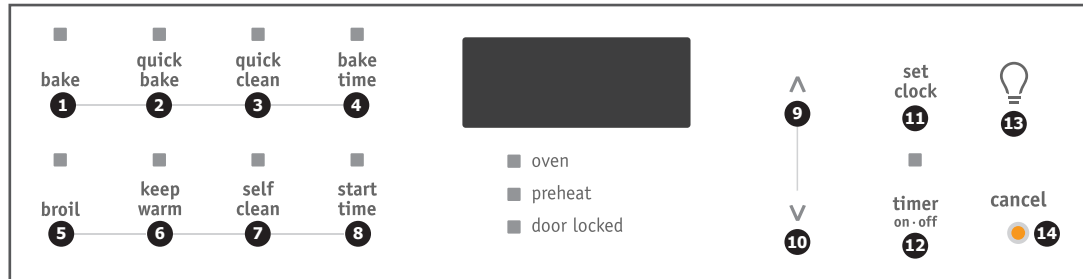 bake
quick
bake
quick
clean
bake
time
1
2
3
4
broil
keep
warm
self
clean
start
time
5
6
7
8
oven
preheat
door locked
9
10
set
clock
11
timer
on·off
12
13
cancel
14